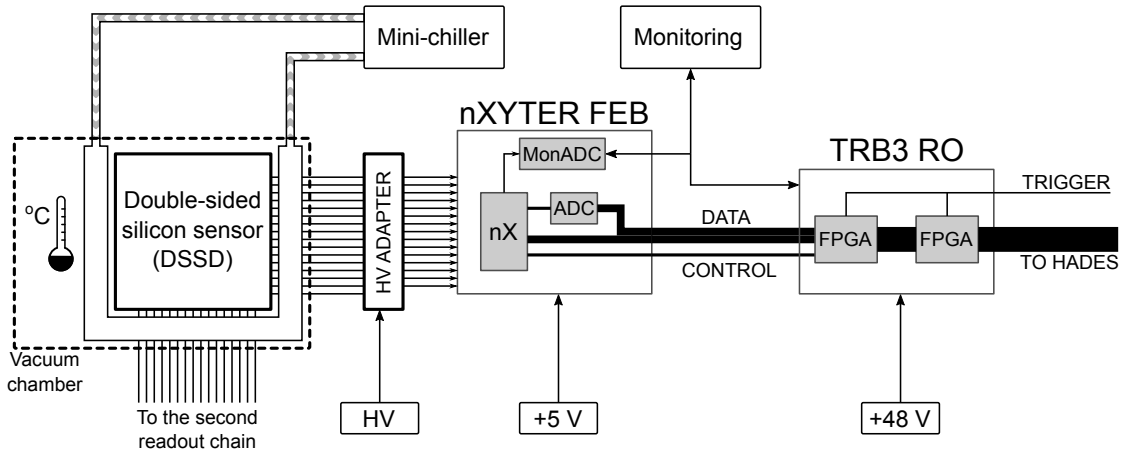 Mini-chiller
Monitoring
nXYTER FEB
MonADC
TRB3 RO
TRIGGER
Double-sided
silicon sensor
(DSSD)
ºC
HV ADAPTER
nX
ADC
DATA
FPGA
FPGA
CONTROL
TO HADES
Vacuum
chamber
To the second
readout chain
HV
+5 V
+48 V